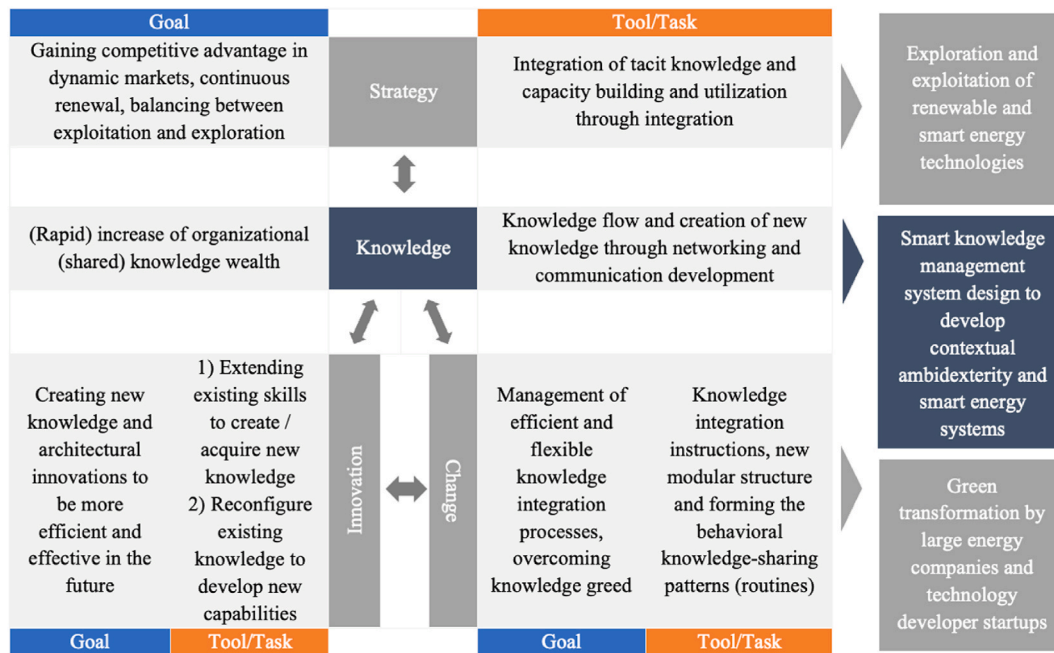 Goal
Tool/Task
Gaining competitive advantage in
dynamic markets, continuous
renewal, balancing between
exploitation and exploration
Strategy
Integration of tacit knowledge and
capacity building and utilization
through integration
Exploration and
exploitation of
renewable and
smart energy
technologies
(Rapid) increase of organizational
(shared) knowledge wealth
Knowledge
Knowledge flow and creation of new
knowledge through networking and
communication development
Smart knowledge
management
system design to
develop
contextual
ambidexterity and
smart energy
systems
Creating new
knowledge and
architectural
innovations to
be more
efficient and
effective in the
future
1) Extending
existing skills
to create /
acquire new
knowledge
2) Reconfigure
existing
knowledge to
develop new
capabilities
Innovation
Change
Management of
efficient and
flexible
knowledge
integration
processes,
overcoming
knowledge greed
Knowledge
integration
instructions, new
modular structure
and forming the
behavioral
knowledge-sharing
patterns (routines)
Green
transformation by
large energy
companies and
technology
developer startups
Goal
Tool/Task
Goal
Tool/Task